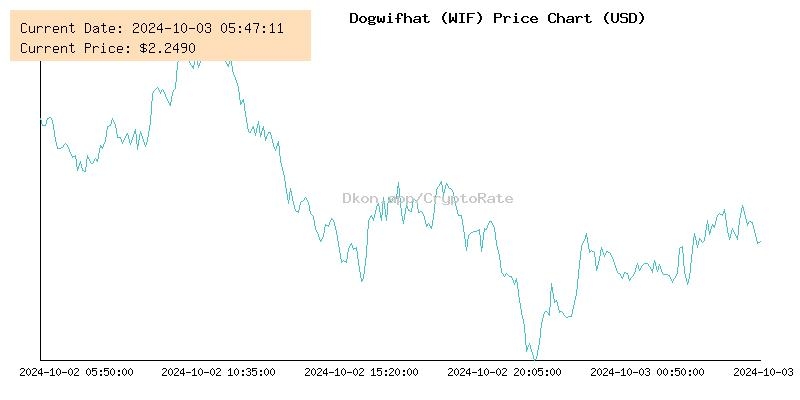 Dogwifhat (WIF) Price Chart (USD)
Current Date: 2024-10-03 05:47:11
Current Price: $2.2490
Dkon.app/CryptoRate
2024-10-02 05:50:00 2024-10-02 10:35:00 2024-10-02 15:20:00 2024-10-02 20:05:00 2024-10-03 00:50:00 2024-10-03